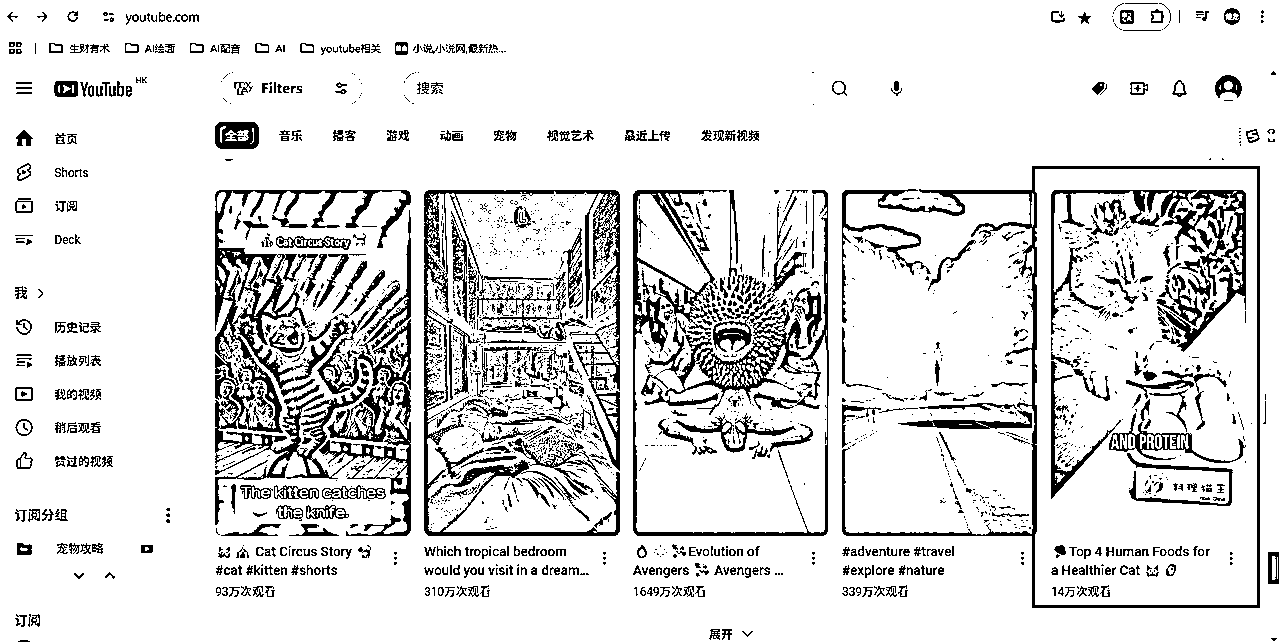 youtube.com
生财有术 AI绘画 AI配音 AI youtube相关 小说,小说网,最新热...
YouTube HK
Filters
搜索
全部 音乐 播客 游戏 动画 宠物 视觉艺术 最近上传 发现新视频
首页
Shorts
订阅
Deck
我
历史记录
播放列表
我的视频
稍后观看
赞过的视频
订阅分组
宠物攻略
订阅
Cat Circus Story
The kitten catches
the knife.
Cat Circus Story
#cat #kitten #shorts
93万次观看
Which tropical bedroom
would you visit in a dream...
310万次观看
Evolution of
Avengers Avengers ...
1649万次观看
#adventure #travel
#explore #nature
339万次观看
AND PROTEIN
料理猫王
Top 4 Human Foods for
a Healthier Cat
14万次观看
展开